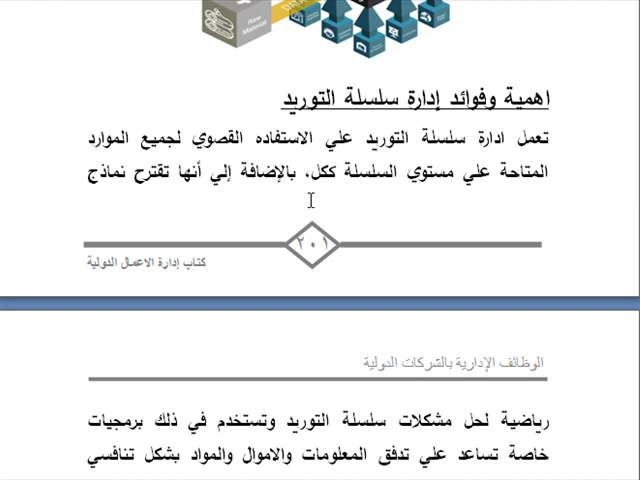 Raw
Material
DATA
اهمية وفوائد إدارة سلسلة التوريد
تعمل ادارة سلسلة التوريد علي الاستفاده القصوي لجميع الموارد
المتاحة علي مستوي السلسلة ككل، بالإضافة إلي أنها تقترح نماذج
٢٠١
كتاب إدارة الاعمال الدولية
الوظائف الإدارية بالشركات الدولية
رياضية لحل مشكلات سلسلة التوريد وتستخدم في ذلك برمجيات
خاصة تساعد علي تدفق المعلومات والاموال والمواد بشكل تنافسي